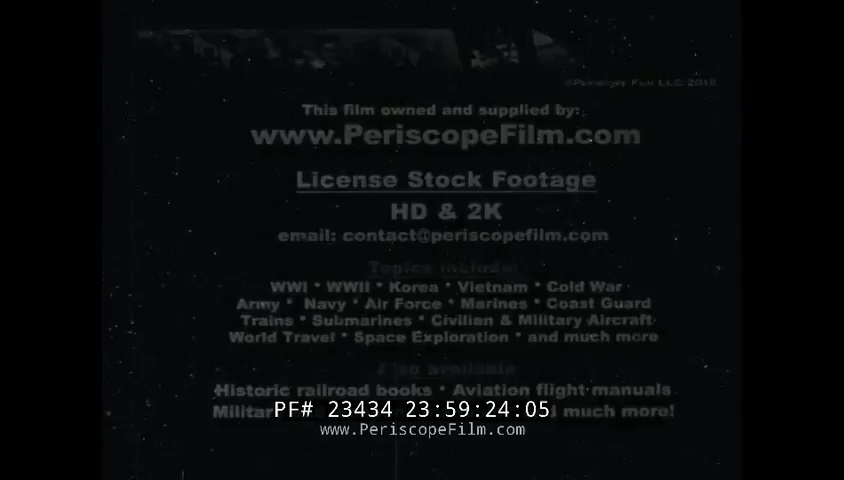 ©Periscope Film LLC 2018
This film owned and supplied by:
www.PeriscopeFilm.com
License Stock Footage
HD & 2K
email: contact@periscopefilm.com
Topics include:
WWI * WWII * Korea * Vietnam * Cold War
Army * Navy * Air Force * Marines * Coast Guard
Trains * Submarines * Civilian & Military Aircraft
World Travel * Space Exploration * and much more
Also available
Historic railroad books * Aviation flight manuals
much more!
PF# 23434 23:59:24:05
www.PeriscopeFilm.com